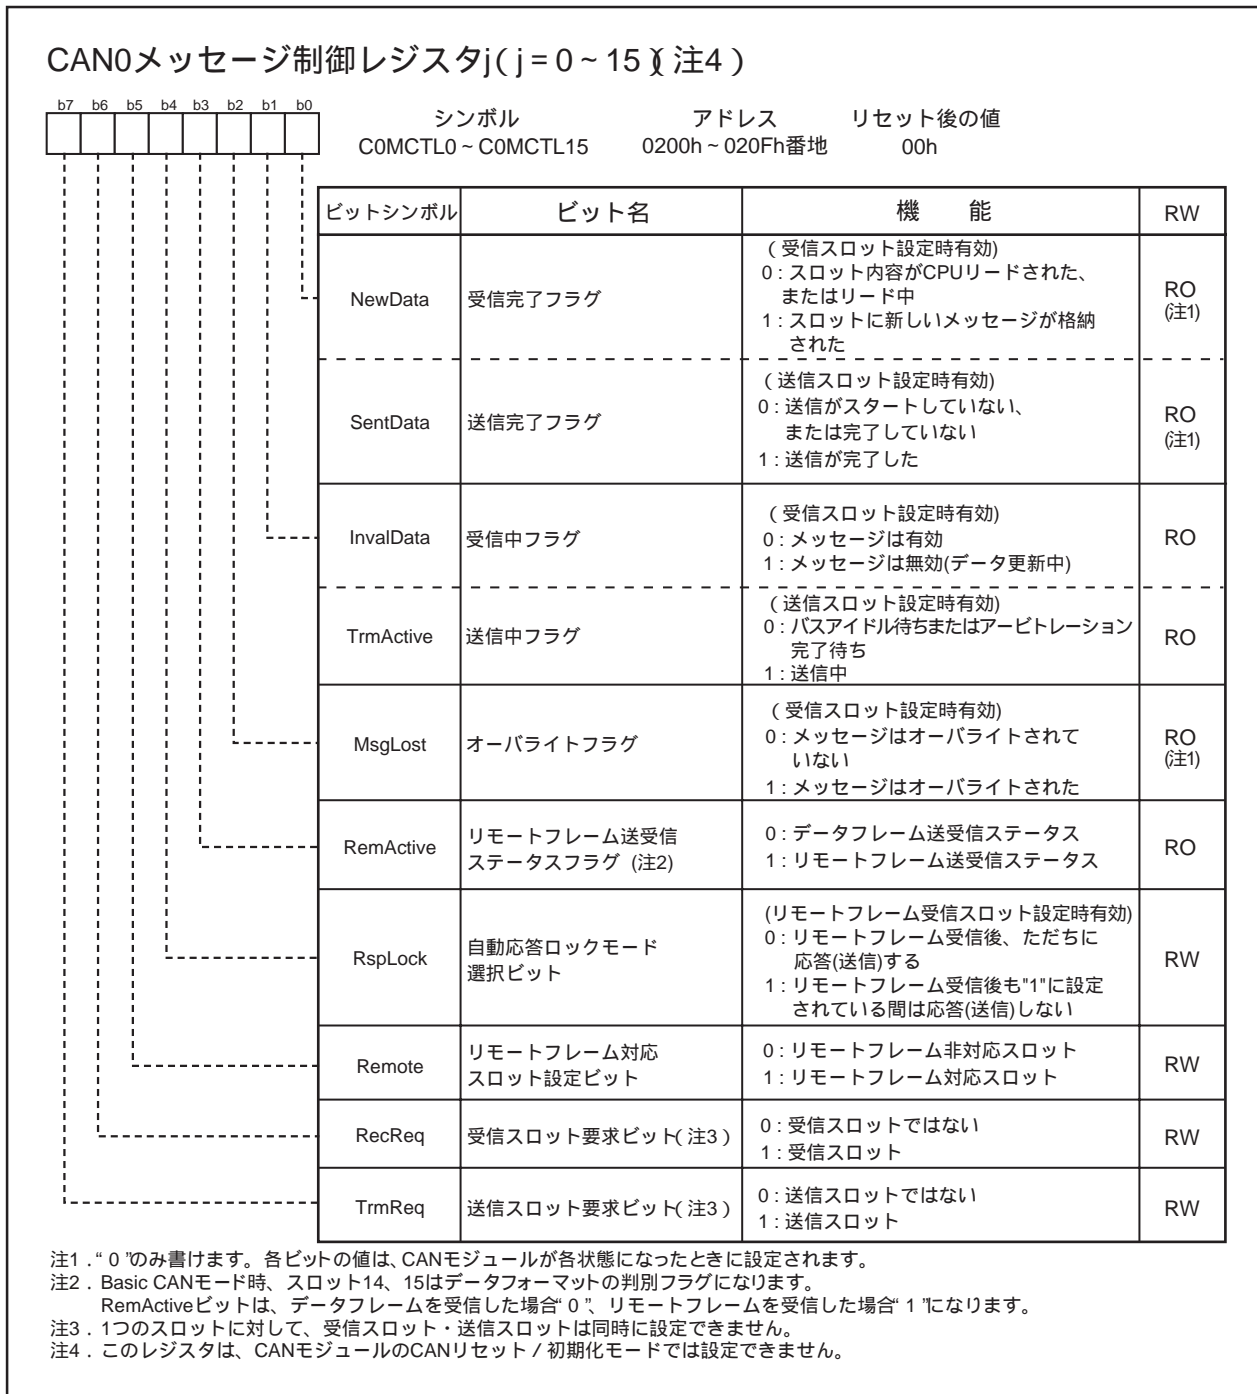 CAN0メッセージ制御レジスタj(j=0~15)(注4)
b7 b6 b5 b4 b3 b2 b1 b0
シンボル アドレス リセット後の値
C0MCTL0~C0MCTL15 0200h~020Fh番地 00h
ビットシンボル ビット名 機 能 RW
NewData 受信完了フラグ
(受信スロット設定時有効)
0:スロット内容がCPUリードされた、
またはリード中
1:スロットに新しいメッセージが格納
された
RO
(注1)
SentData 送信完了フラグ
(送信スロット設定時有効)
0:送信がスタートしていない、
または完了していない
1:送信が完了した
RO
(注1)
InvalData 受信中フラグ
(受信スロット設定時有効)
0:メッセージは有効
1:メッセージは無効(データ更新中)
RO
TrmActive 送信中フラグ
(送信スロット設定時有効)
0:バスアイドル待ちまたはアービトレーション
完了待ち
1:送信中
RO
MsgLost オーバライトフラグ
(受信スロット設定時有効)
0:メッセージはオーバライトされて
いない
1:メッセージはオーバライトされた
RO
(注1)
RemActive
リモートフレーム送受信
ステータスフラグ (注2)
0:データフレーム送受信ステータス
1:リモートフレーム送受信ステータス
RO
RspLock
自動応答ロックモード
選択ビット
(リモートフレーム受信スロット設定時有効)
0:リモートフレーム受信後、ただちに
応答(送信)する
1:リモートフレーム受信後も"1"に設定
されている間は応答(送信)しない
RW
Remote
リモートフレーム対応
スロット設定ビット
0:リモートフレーム非対応スロット
1:リモートフレーム対応スロット
RW
RecReq 受信スロット要求ビット(注3)
0:受信スロットではない
1:受信スロット
RW
TrmReq 送信スロット要求ビット(注3)
0:送信スロットではない
1:送信スロット
RW
注1.“0”のみ書けます。各ビットの値は、CANモジュールが各状態になったときに設定されます。
注2.Basic CANモード時、スロット14、15はデータフォーマットの判別フラグになります。
RemActiveビットは、データフレームを受信した場合“0”、リモートフレームを受信した場合“1”になります。
注3.1つのスロットに対して、受信スロット・送信スロットは同時に設定できません。
注4.このレジスタは、CANモジュールのCANリセット/初期化モードでは設定できません。